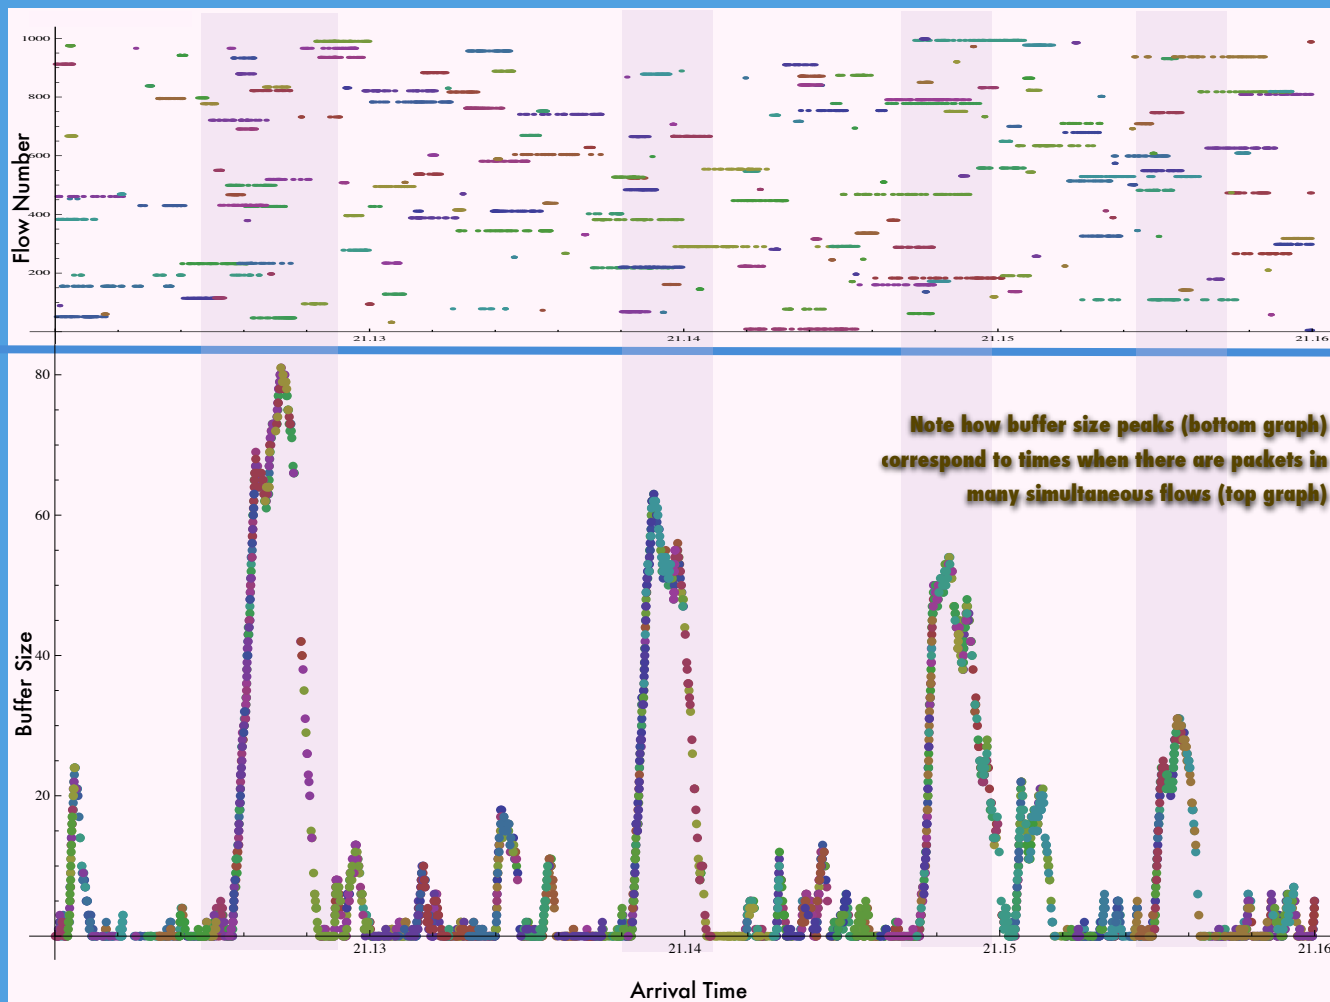 1000
800
600
400
200
Flow Number
21.13
21.14
21.15
21.16
80
60
40
20
Buffer Size
Note how buffer size peaks (bottom graph)
correspond to times when there are packets in
many simultaneous flows (top graph)
21.13
21.14
21.15
21.16
Arrival Time